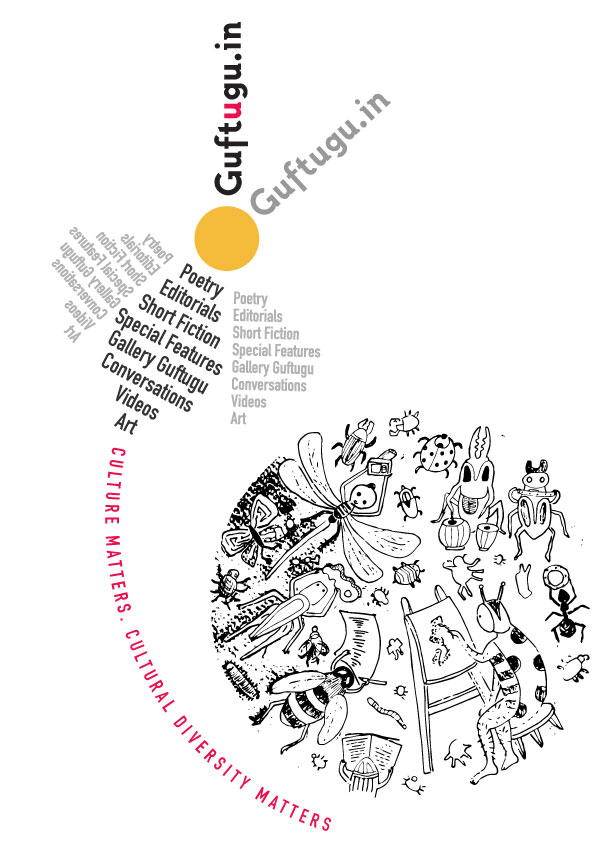 Guftugu.in
Guftugu.in
Poetry
Editorials
Short Fiction
Special Features
Gallery Guftugu
Conversations
Videos
Art
Poetry
Editorials
Short Fiction
Special Features
Gallery Guftugu
Conversations
Videos
Art
Poetry
Editorials
Short Fiction
Special Features
Gallery Guftugu
Conversations
Videos
Art
CULTURE MATTERS. CULTURAL DIVERSITY MATTERS